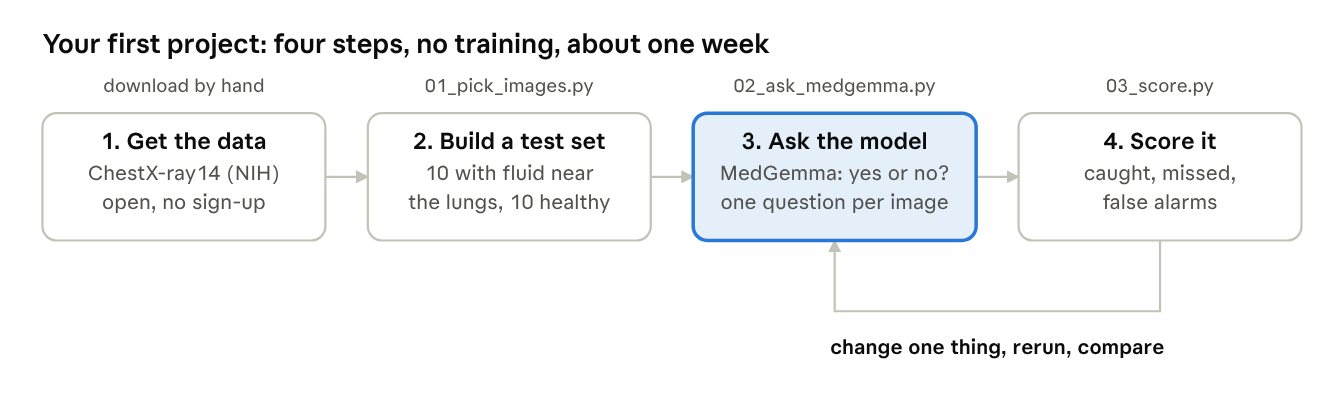 Your first project: four steps, no training, about one week
download by hand
01_pick_images.py
02_ask_medgemma.py
03_score.py
1. Get the data
ChestX-ray14 (NIH)
open, no sign-up
2. Build a test set
10 with fluid near
the lungs, 10 healthy
3. Ask the model
MedGemma: yes or no?
one question per image
4. Score it
caught, missed,
false alarms
change one thing, rerun, compare